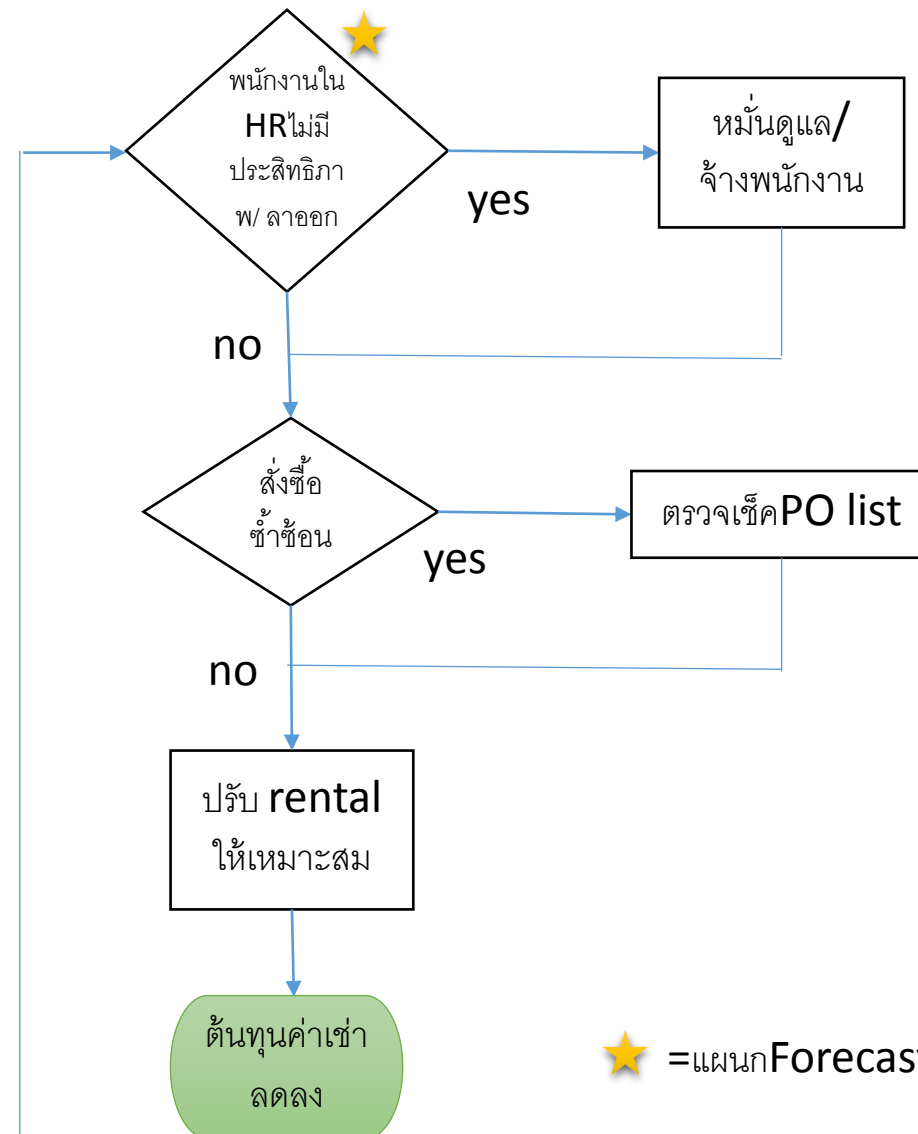 พนักงานใน
HRไม่มี
ประสิทธิภา
พ/ ลาออก
yes
หมั่นดูแล/
จ้างพนักงาน
no
สั่งซื้อ
ซ้ำซ้อน
yes
ตรวจเช็คPO list
no
ปรับ rental
ให้เหมาะสม
ต้นทุนค่าเช่า
ลดลง
=แผนกForecast